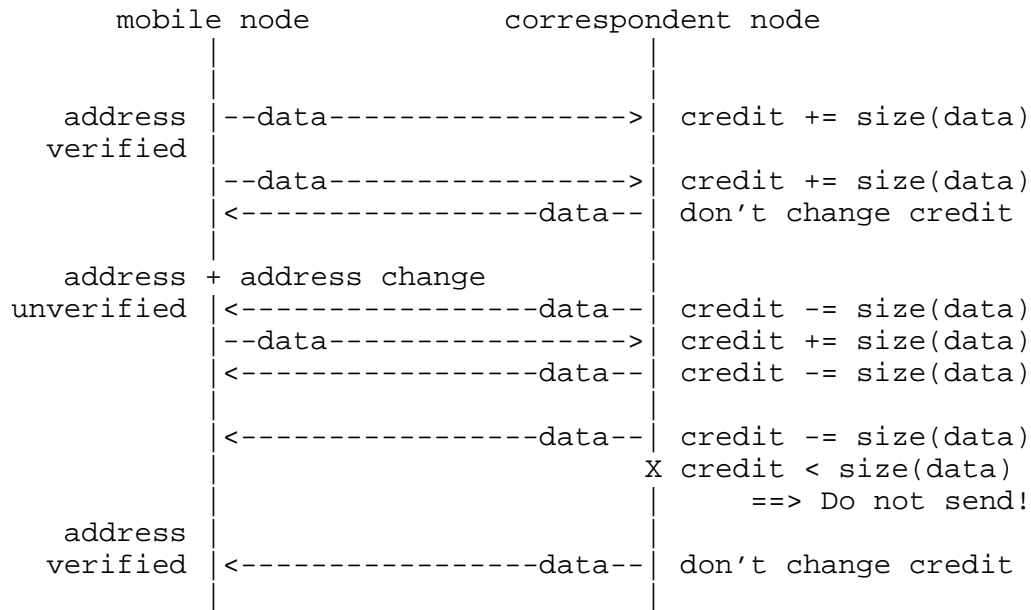 mobile node correspondent node
address |--data----------------->| credit += size(data)
verified
|--data----------------->| credit += size(data)
|<-----------------data--| don't change credit
address + address change
unverified |<-----------------data--| credit -= size(data)
|--data----------------->| credit += size(data)
|<-----------------data--| credit -= size(data)
|<-----------------data--| credit -= size(data)
X credit < size(data)
==> Do not send!
address
verified |<-----------------data--| don't change credit